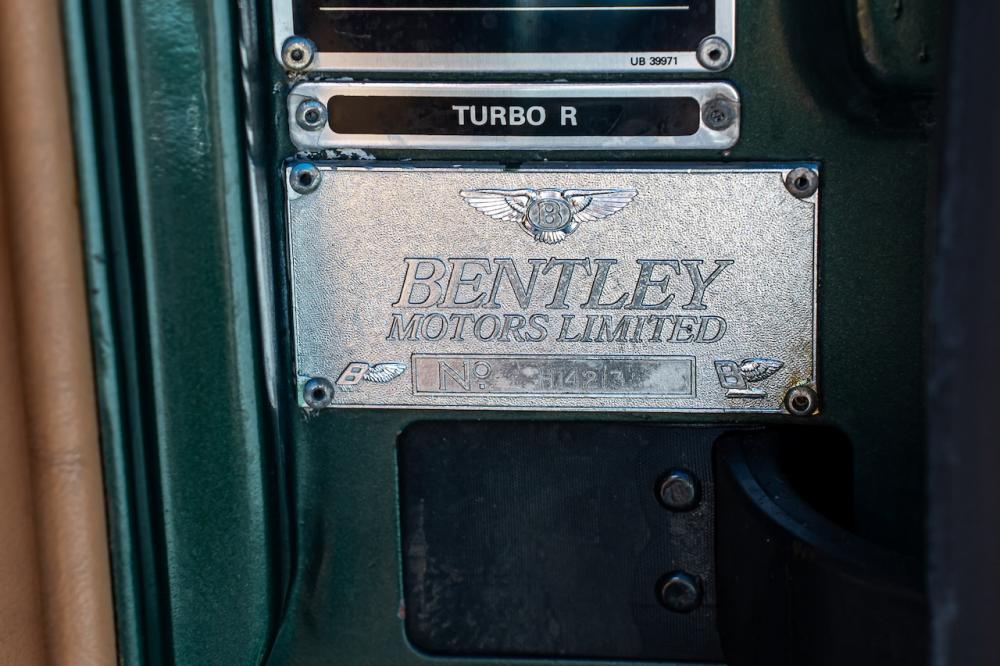 UB 39971
TURBO R
B
BENTLEY
MOTORS LIMITED
B
Nº
B